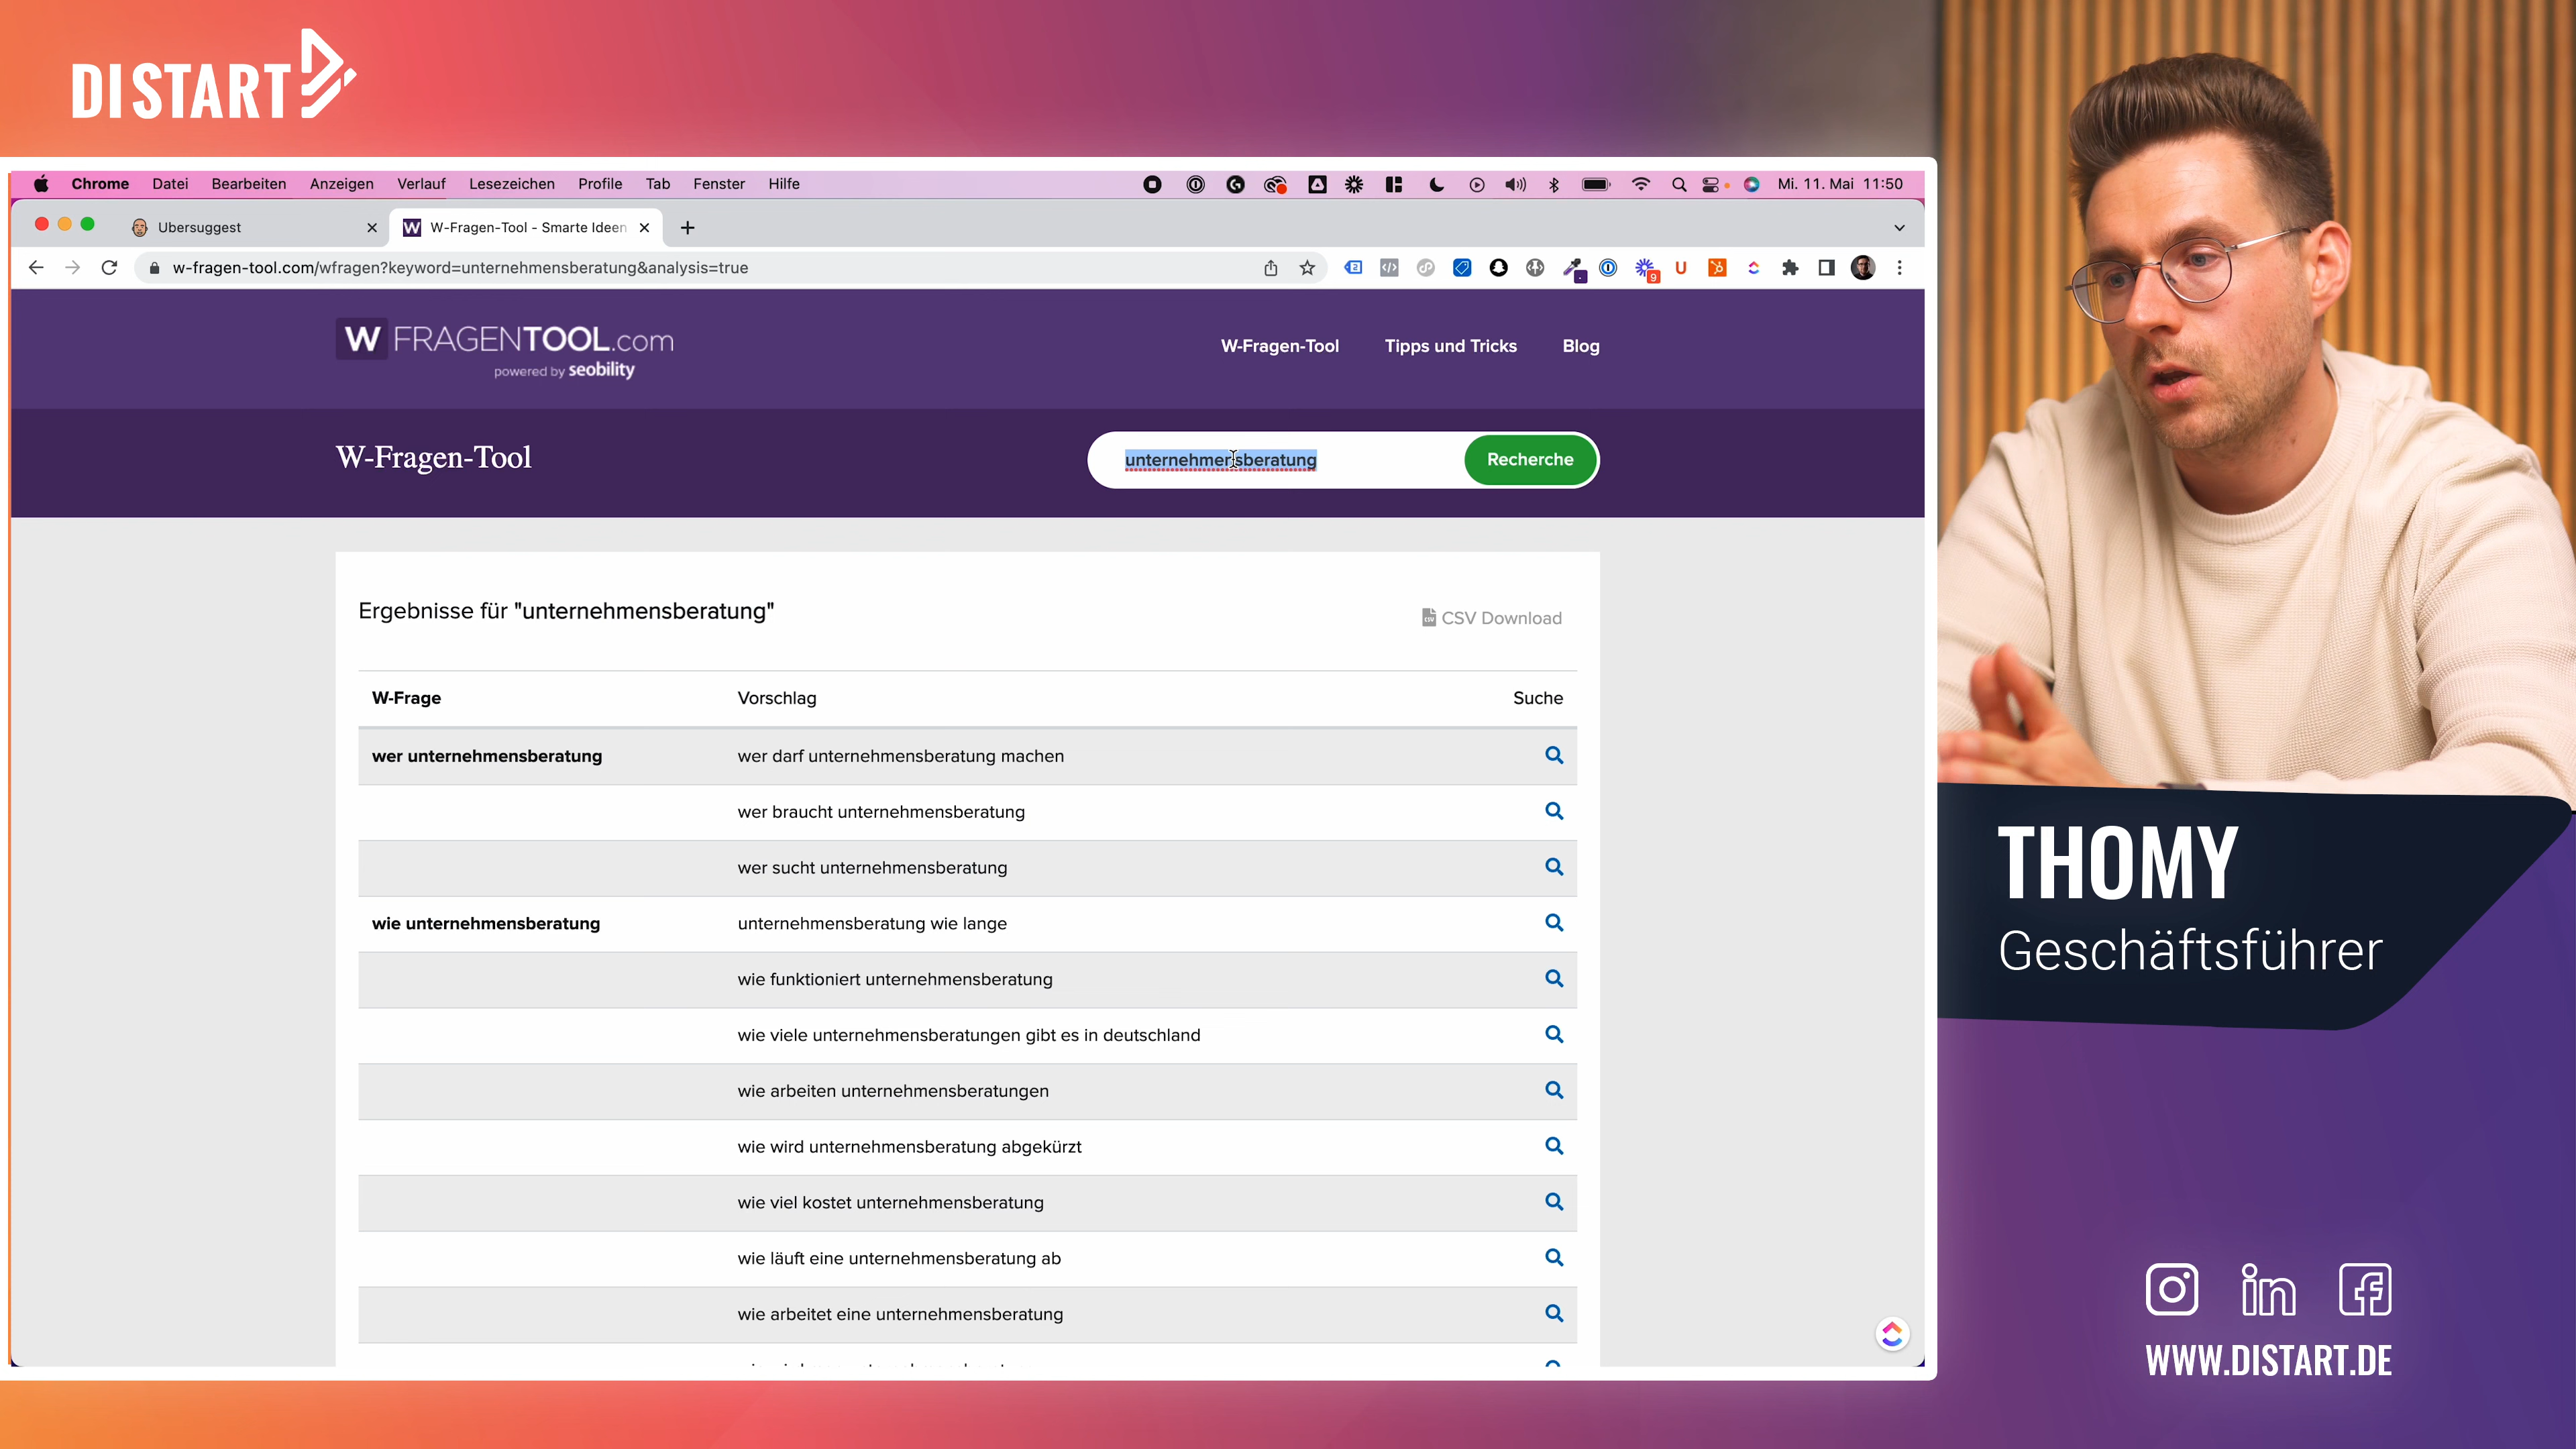 DISTART
Chrome Datei Bearbeiten Anzeigen Verlauf Lesezeichen Profile Tab Fenster Hilfe
Mi. 11. Mai 11:50
Ubersuggest
W W-Fragen-Tool - Smarte Ideen
w-fragen-tool.com/wfragen?keyword=unternehmensberatung&analysis=true
W FRAGENTOOL.com
powered by seobility
W-Fragen-Tool Tipps und Tricks Blog
W-Fragen-Tool
unternehmensberatung
Recherche
Ergebnisse für "unternehmensberatung"
CSV Download
W-Frage Vorschlag Suche
wer unternehmensberatung wer darf unternehmensberatung machen
wer braucht unternehmensberatung
wer sucht unternehmensberatung
wie unternehmensberatung unternehmensberatung wie lange
wie funktioniert unternehmensberatung
wie viele unternehmensberatungen gibt es in deutschland
wie arbeiten unternehmensberatungen
wie wird unternehmensberatung abgekürzt
wie viel kostet unternehmensberatung
wie läuft eine unternehmensberatung ab
wie arbeitet eine unternehmensberatung
THOMY
Geschäftsführer
WWW.DISTART.DE